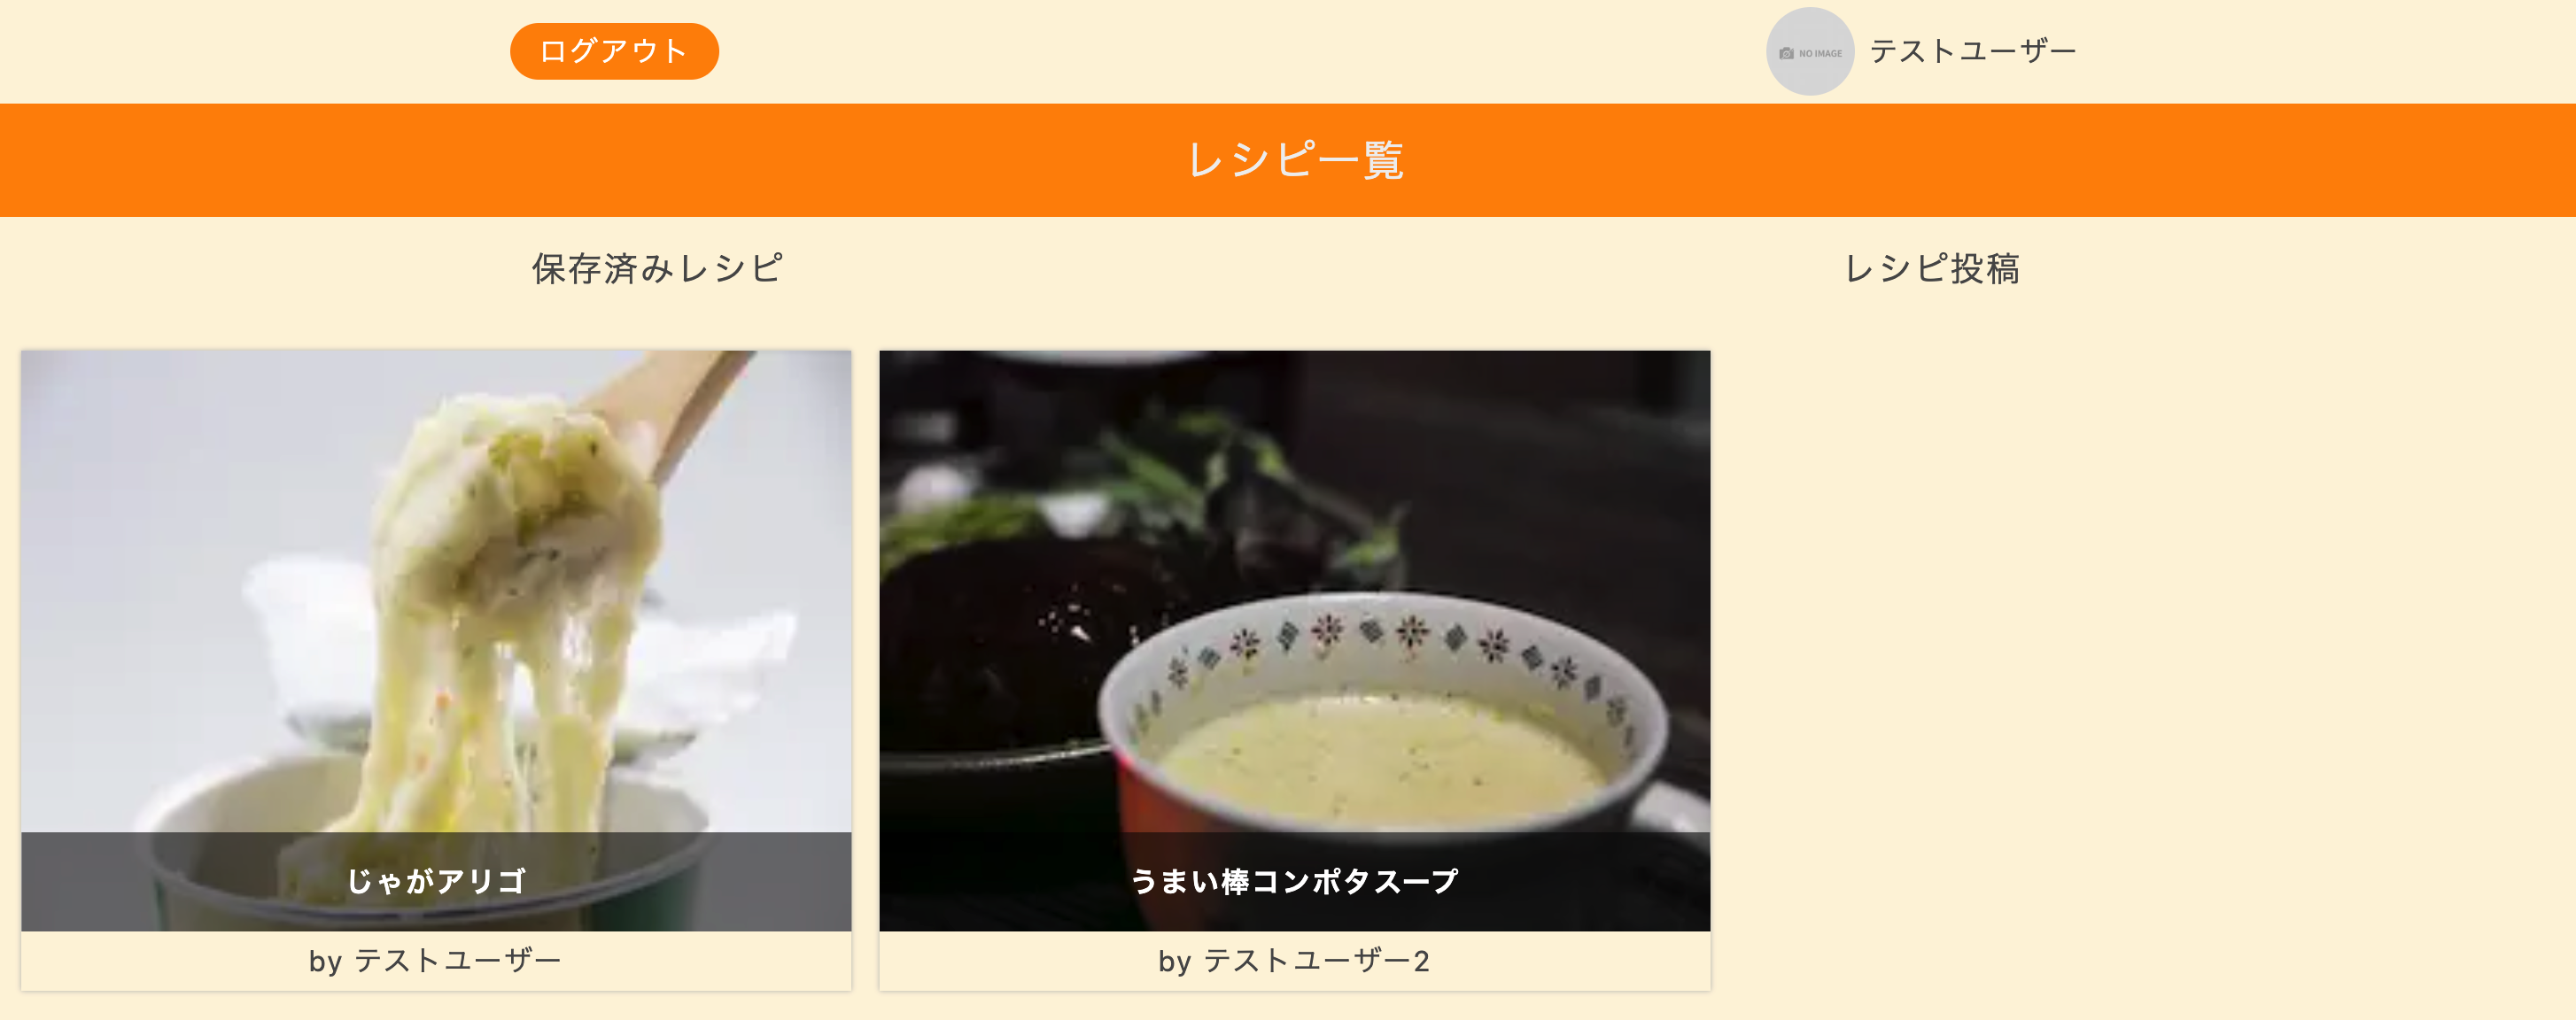 ログアウト
NO IMAGE
テストユーザー
レシピ一覧
保存済みレシピ
レシピ投稿
じゃがアリゴ
うまい棒コンポタスープ
by テストユーザー
by テストユーザー2